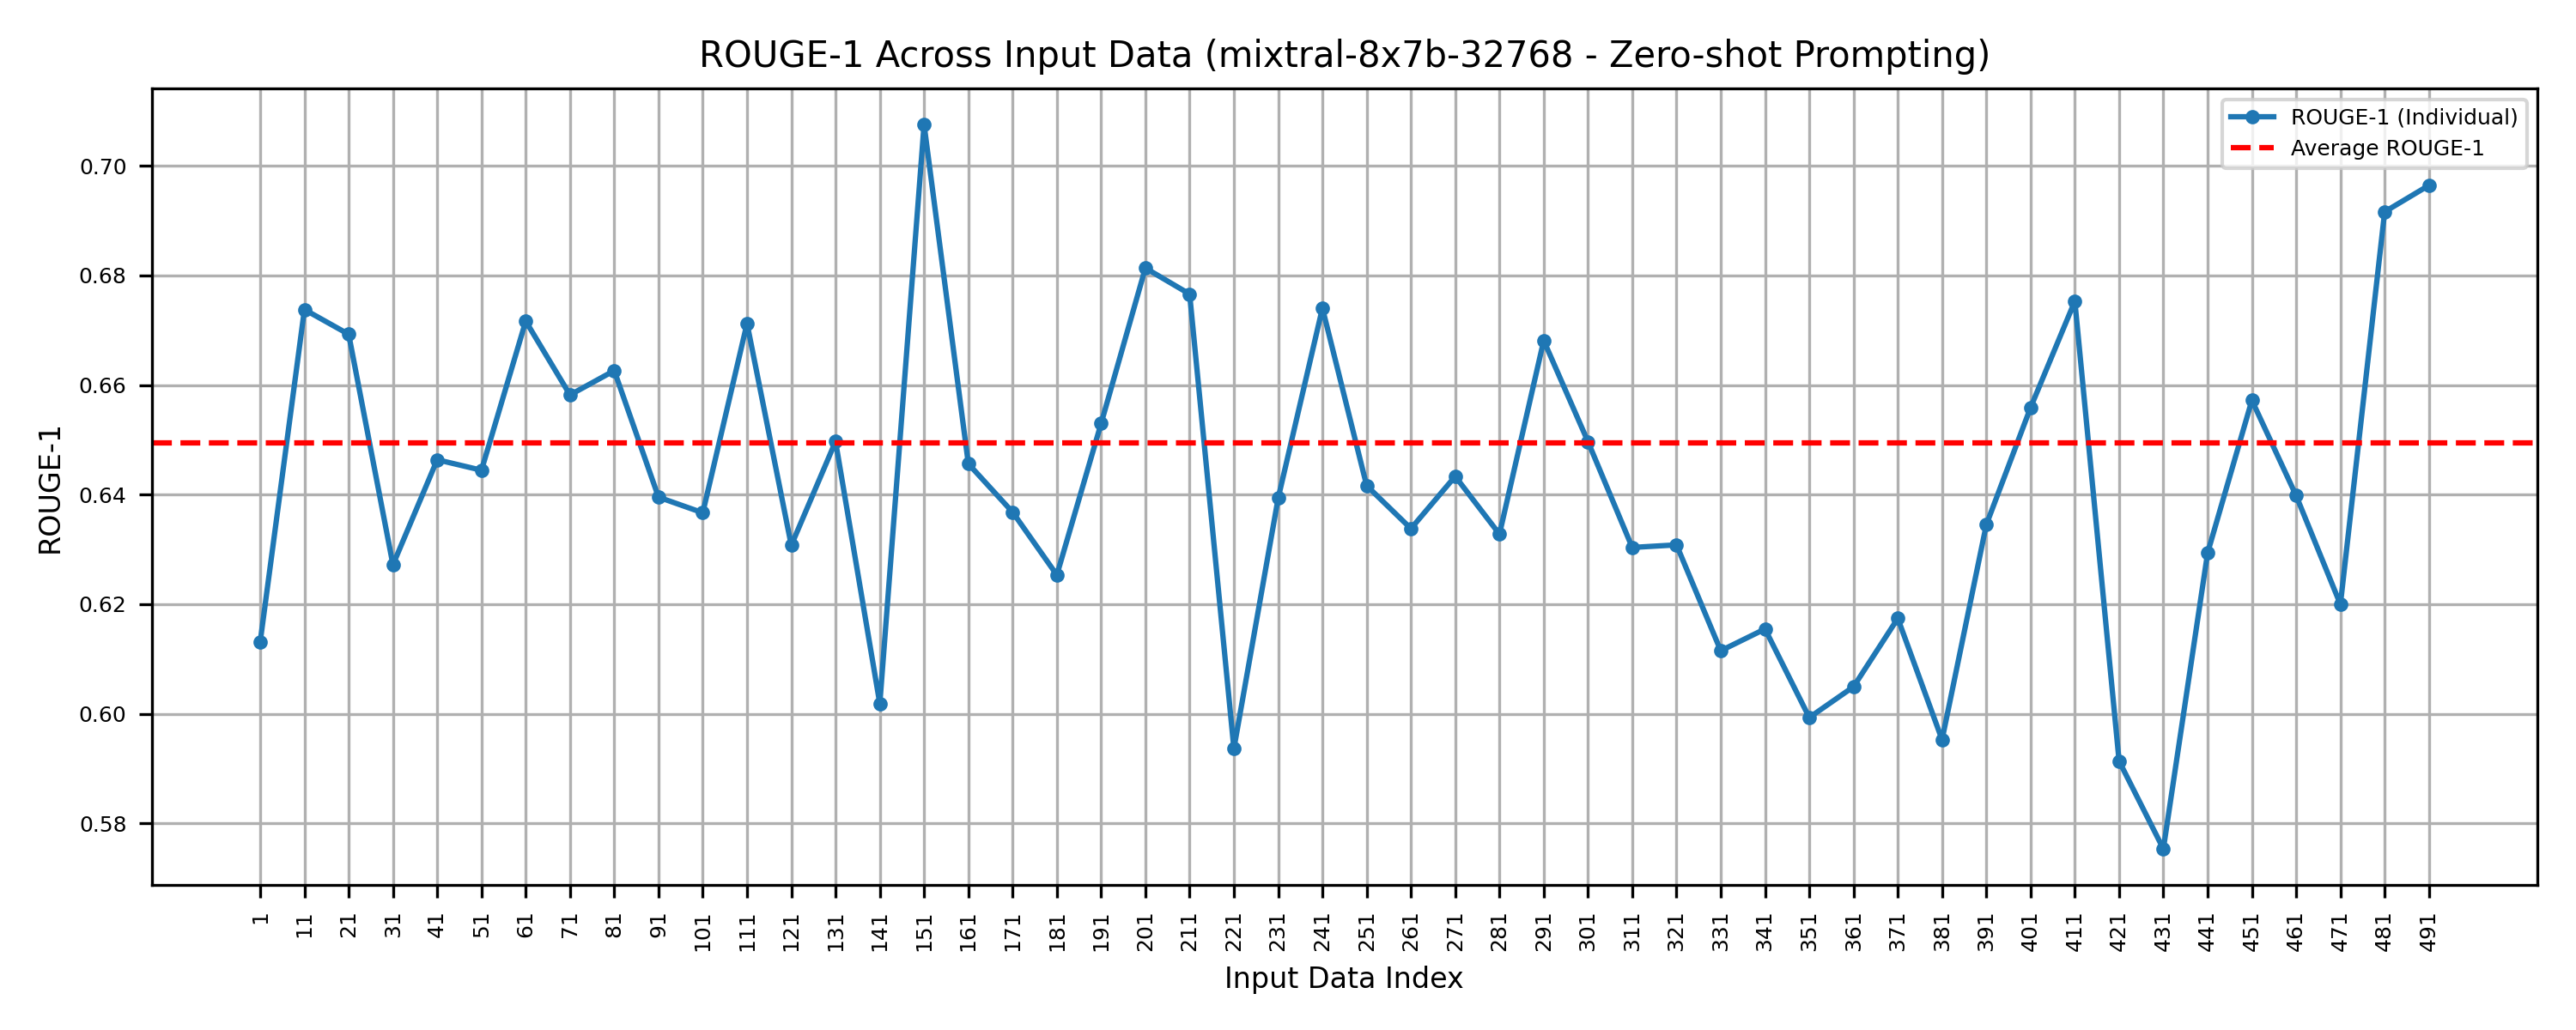 ROUGE-1 Across Input Data (mixtral-8x7b-32768 - Zero-shot Prompting)
ROUGE-1 (Individual)
Average ROUGE-1
ROUGE-1
0.70
0.68
0.66
0.64
0.62
0.60
0.58
1 11 21 31 41 51 61 71 81 91 101 111 121 131 141 151 161 171 181 191 201 211 221 231 241 251 261 271 281 291 301 311 321 331 341 351 361 371 381 391 401 411 421 431 441 451 461 471 481 491
Input Data Index